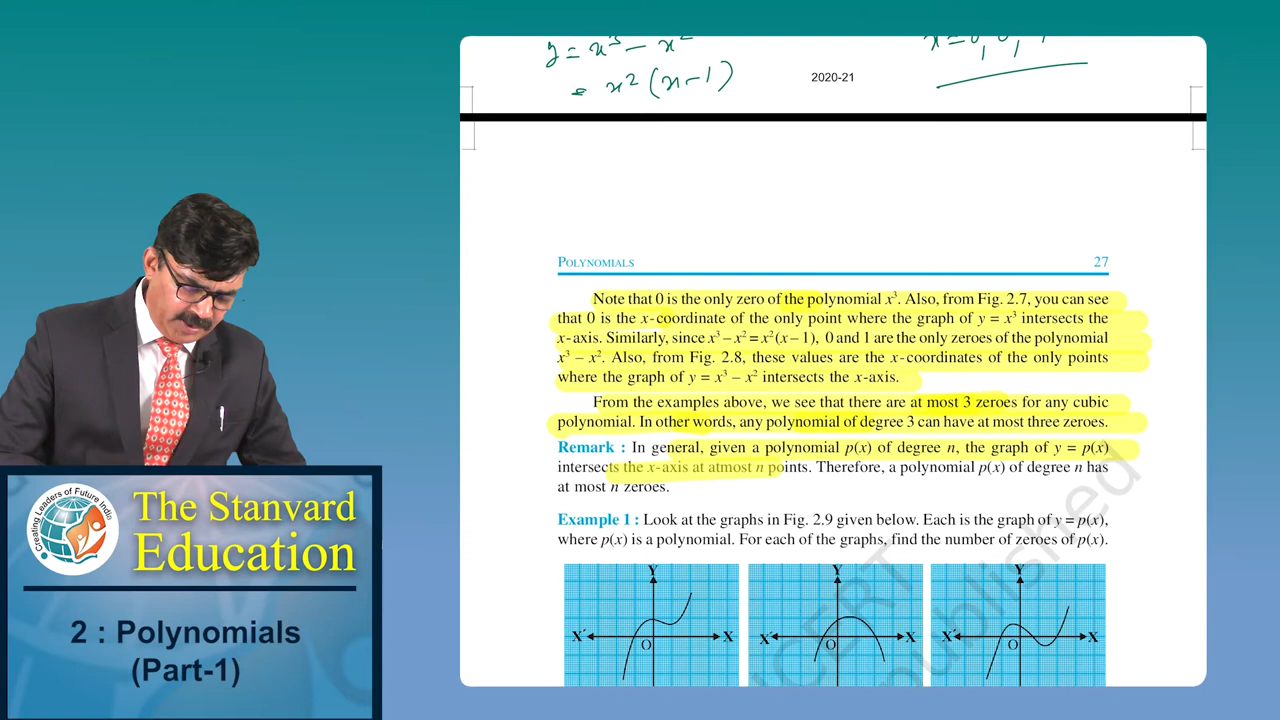 y = x³ – x²
= x² (x–1)
2020-21
POLYNOMIALS 27
Note that 0 is the only zero of the polynomial x³. Also, from Fig. 2.7, you can see
that 0 is the x-coordinate of the only point where the graph of y = x³ intersects the
x-axis. Similarly, since x³ – x² = x² (x – 1), 0 and 1 are the only zeroes of the polynomial
x³ – x². Also, from Fig. 2.8, these values are the x-coordinates of the only points
where the graph of y = x³ – x² intersects the x-axis.
From the examples above, we see that there are at most 3 zeroes for any cubic
polynomial. In other words, any polynomial of degree 3 can have at most three zeroes.
Remark : In general, given a polynomial p(x) of degree n, the graph of y = p(x)
intersects the x-axis at atmost n points. Therefore, a polynomial p(x) of degree n has
at most n zeroes.
Example 1 : Look at the graphs in Fig. 2.9 given below. Each is the graph of y = p(x),
where p(x) is a polynomial. For each of the graphs, find the number of zeroes of p(x).
Y Y Y
X′ X X′ X X′ X
O O O
NCERT
published
Creating Leaders of Future India
The Stanvard
Education
2 : Polynomials
(Part-1)